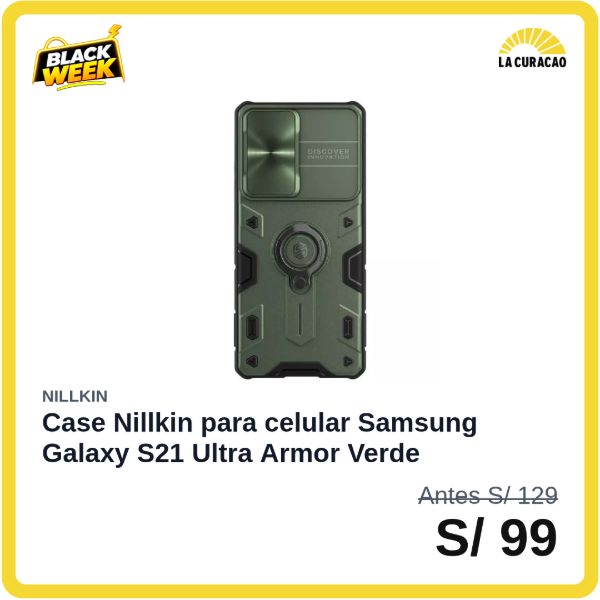 BLACK
WEEK
LA CURACAO
DISCOVER
INNOVATION
NILLKIN
Case Nillkin para celular Samsung
Galaxy S21 Ultra Armor Verde
Antes S/ 129
S/ 99